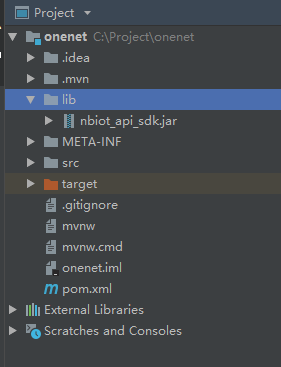 Project
onenet C:\Project\onenet
.idea
.mvn
lib
nbiot_api_sdk.jar
META-INF
src
target
.gitignore
mvnw
mvnw.cmd
onenet.iml
pom.xml
External Libraries
Scratches and Consoles